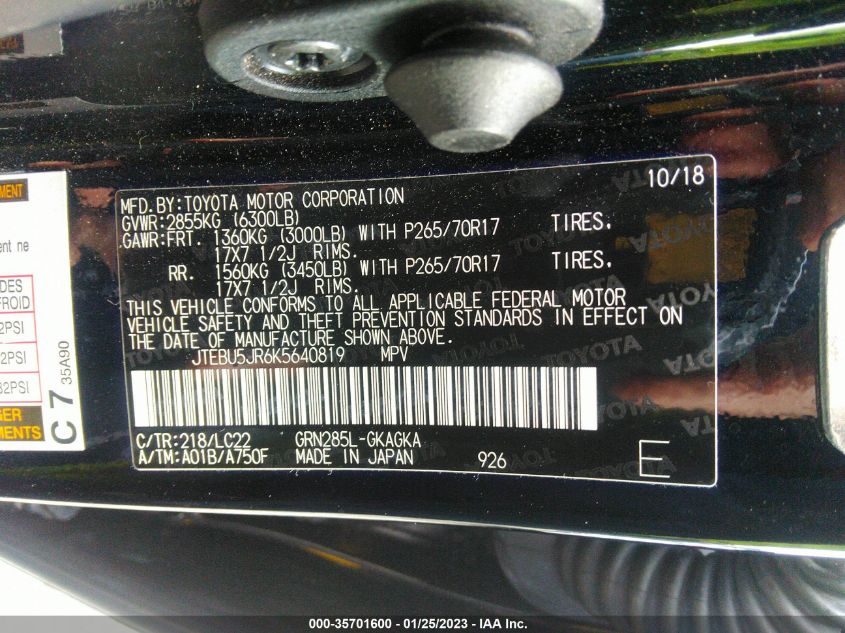 MFD. BY: TOYOTA MOTOR CORPORATION 10/18
GVWR: 2855KG (6300LB)
GAWR: FRT. 1360KG (3000LB) WITH P265/70R17 TIRES.
17X7 1/2J RIMS.
RR. 1560KG (3450LB) WITH P265/70R17 TIRES.
17X7 1/2J RIMS.
THIS VEHICLE CONFORMS TO ALL APPLICABLE FEDERAL MOTOR
VEHICLE SAFETY AND THEFT PREVENTION STANDARDS IN EFFECT ON
THE DATE OF MANUFACTURE SHOWN ABOVE.
JTEBU5JR6K5640819 MPV
C/TR: 218/LC22 GRN285L-GKAGKA
A/TM: A01B/A750F MADE IN JAPAN 926 E
C 7
35A90
000-35701600 — 01/25/2023 — IAA Inc.